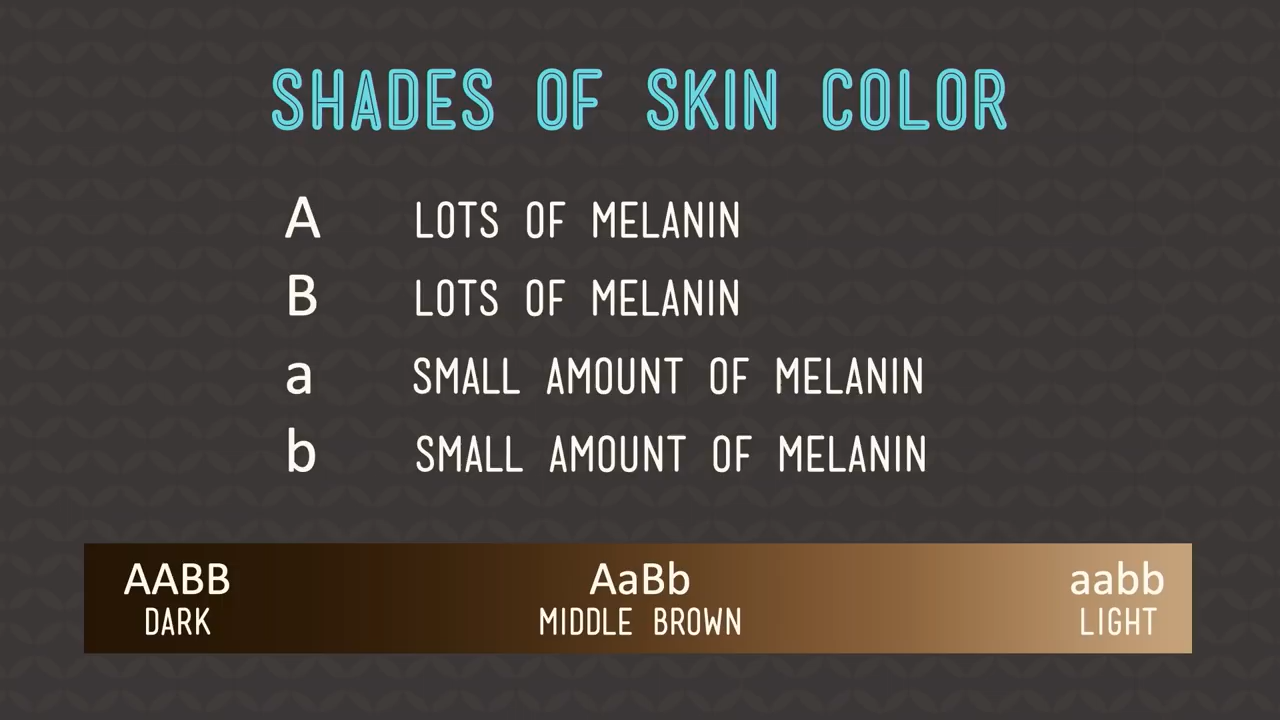 SHADES OF SKIN COLOR
A LOTS OF MELANIN
B LOTS OF MELANIN
a SMALL AMOUNT OF MELANIN
b SMALL AMOUNT OF MELANIN
AABB AaBb aabb
DARK MIDDLE BROWN LIGHT